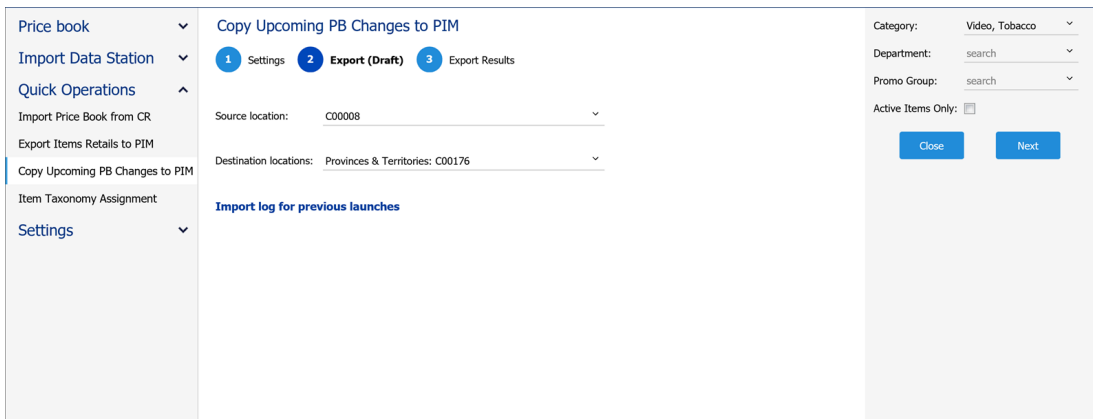 Price book
Import Data Station
Quick Operations
Import Price Book from CR
Export Items Retails to PIM
Copy Upcoming PB Changes to PIM
Item Taxonomy Assignment
Settings
Copy Upcoming PB Changes to PIM
1 Settings 2 Export (Draft) 3 Export Results
Source location: C00008
Destination locations: Provinces & Territories: C00176
Import log for previous launches
Category: Video, Tobacco
Department: search
Promo Group: search
Active Items Only:
Close Next